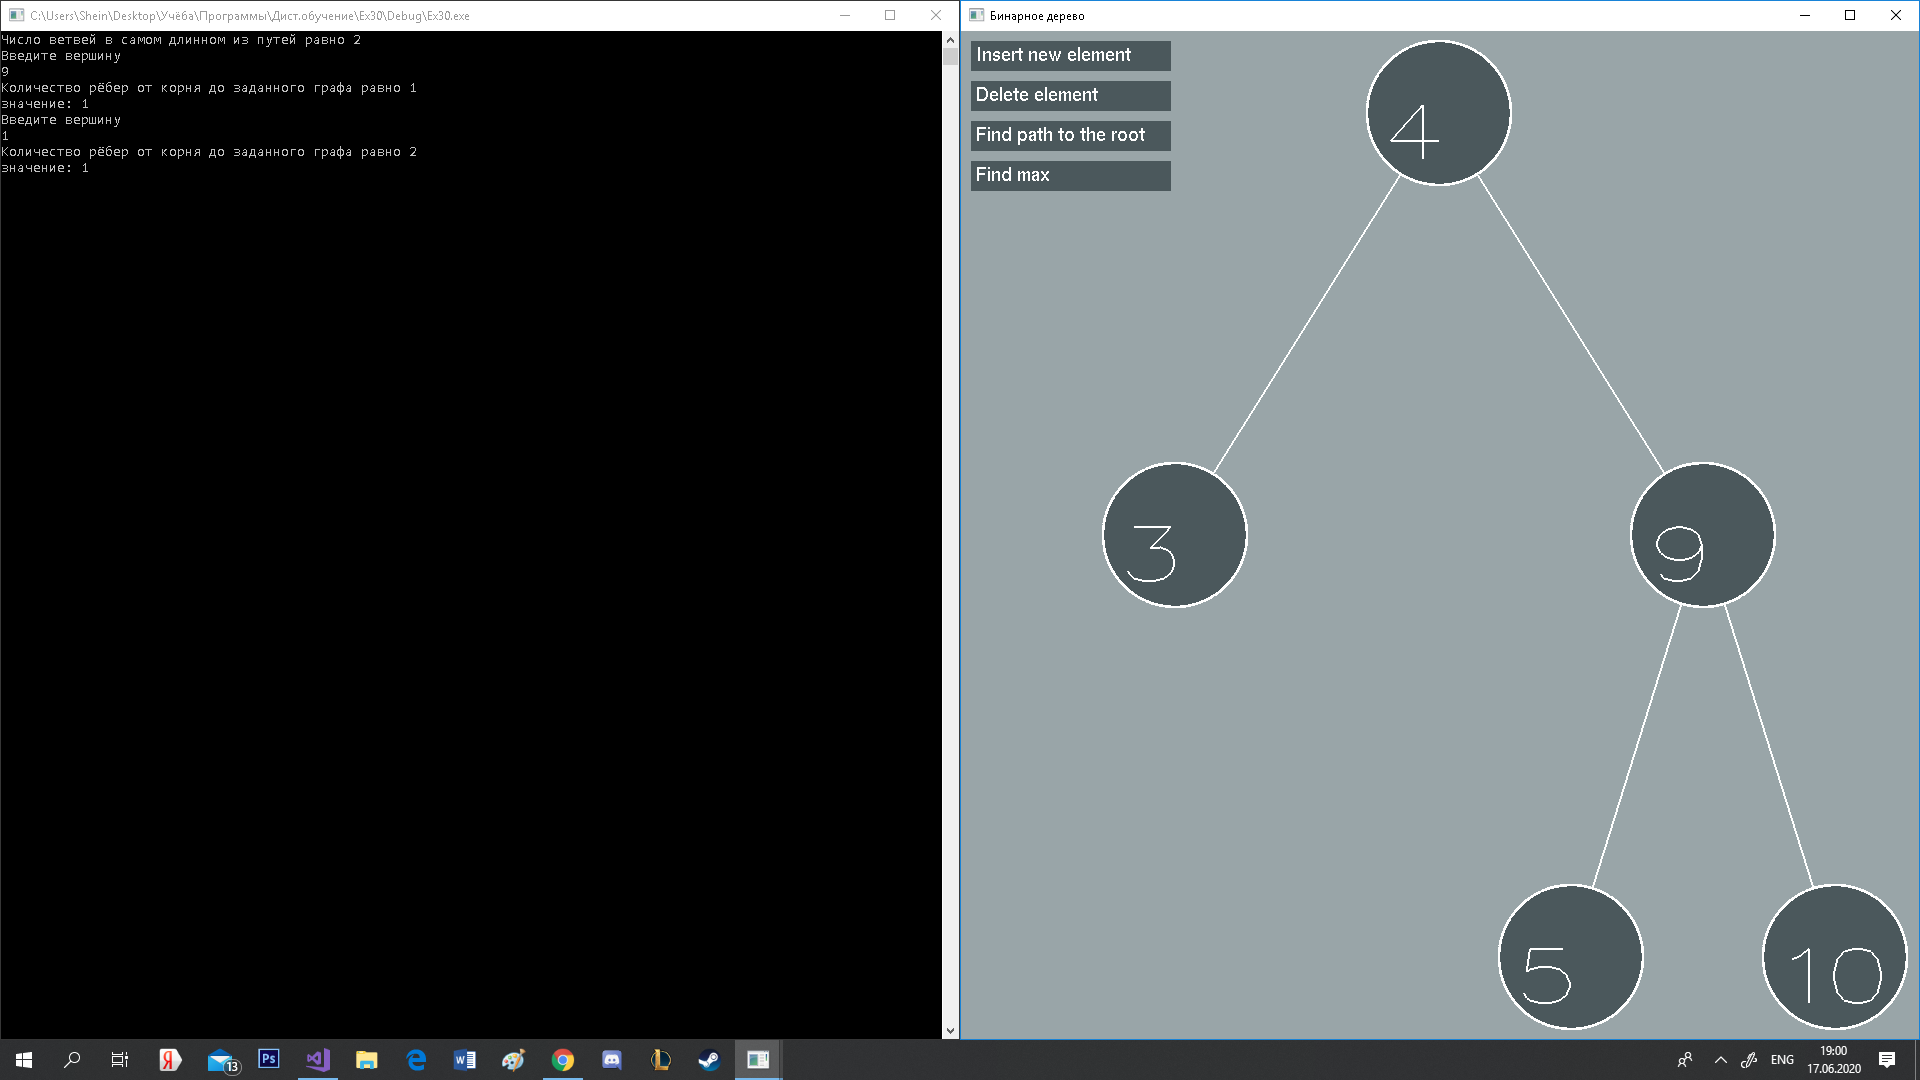 C:\Users\Shein\Desktop\Учёба\Программы\Дист.обучение\Ex30\Debug\Ex30.exe
Число ветвей в самом длинном из путей равно 2
Введите вершину
9
Количество рёбер от корня до заданного графа равно 1
значение: 1
Введите вершину
1
Количество рёбер от корня до заданного графа равно 2
значение: 1
Бинарное дерево
Insert new element
Delete element
Find path to the root
Find max
4
3
9
5
10
Я
13
Ps
W
L
ENG
19:00
17.06.2020